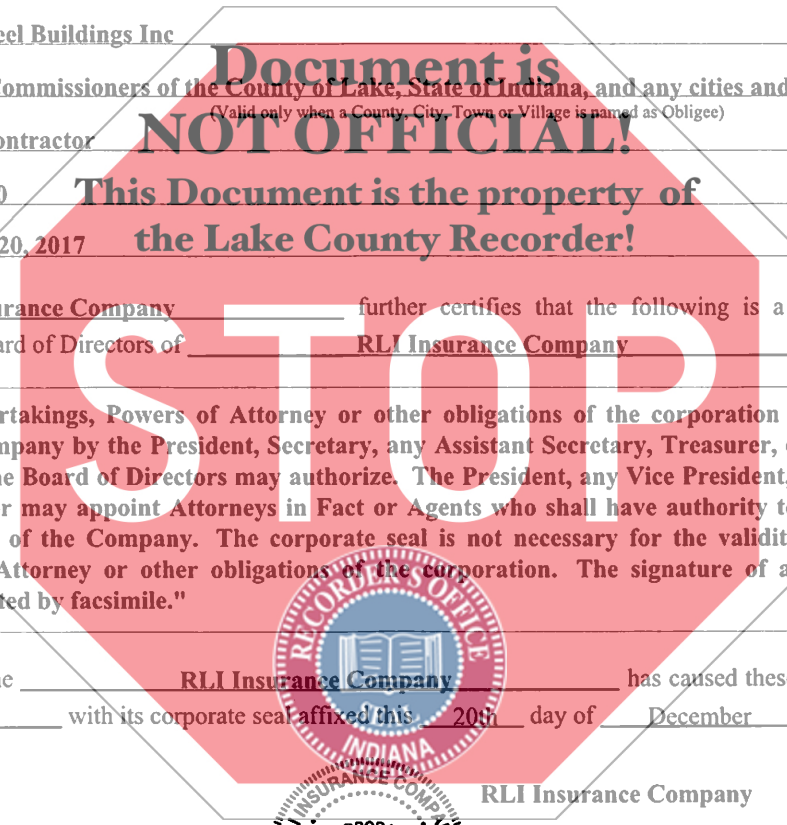 eel Buildings Inc
Document is
ommissioners of the County of Lake, State of Indiana, and any cities and
(Valid only when a County, City, Town or Village is named as Obligee)
ontractor
NOT OFFICIAL!
0
This Document is the property of
20, 2017
the Lake County Recorder!
urance Company further certifies that the following is a
ard of Directors of RLI Insurance Company
STOP
rtakings, Powers of Attorney or other obligations of the corporation
mpany by the President, Secretary, any Assistant Secretary, Treasurer,
he Board of Directors may authorize. The President, any Vice President,
r may appoint Attorneys in Fact or Agents who shall have authority t
of the Company. The corporate seal is not necessary for the validit
Attorney or other obligations of the corporation. The signature of a
ted by facsimile."
RECORDER'S OFFICE
ne RLI Insurance Company has caused these
with its corporate seal affixed this 20th day of December
INDIANA
INSURANCE COMPA
RLI Insurance Company